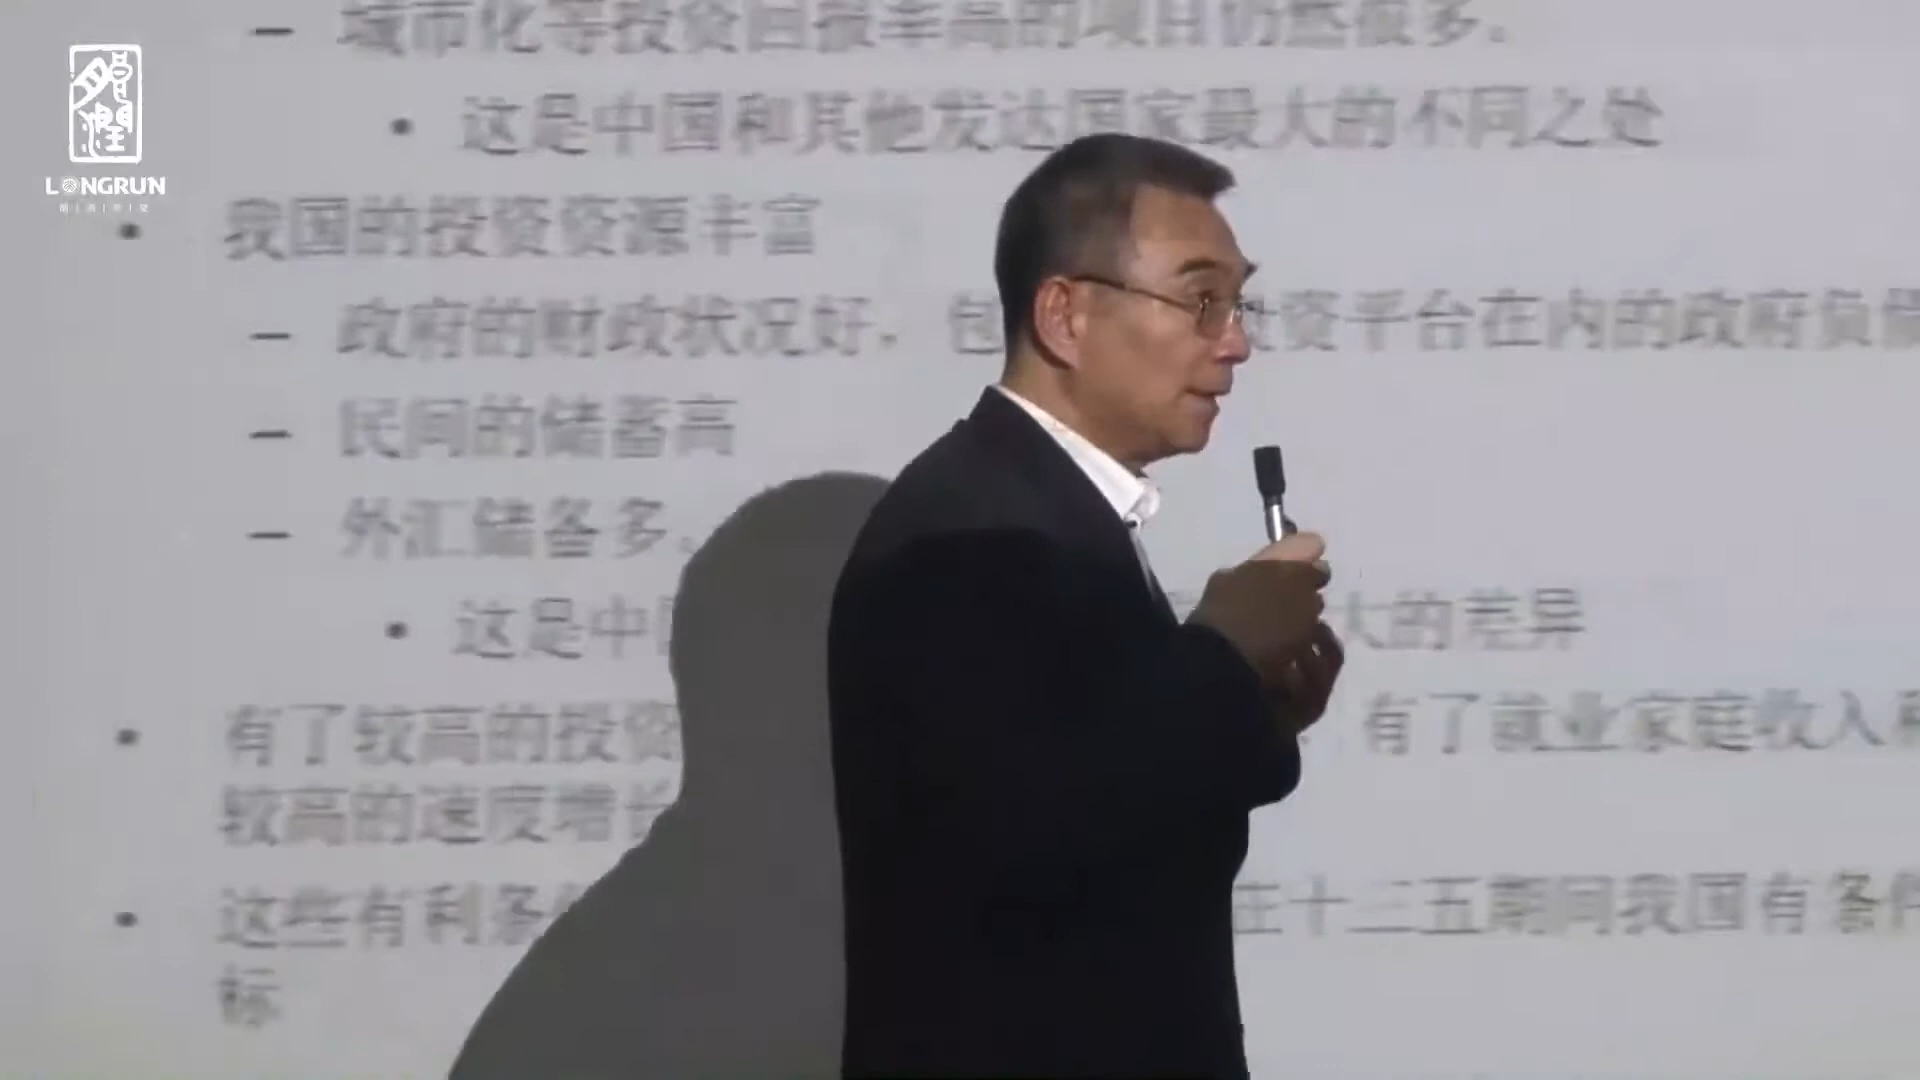 朗润
LONGRUN
城市化等投资回报率高的项目仍然很多。
这是中国和其他发达国家最大的不同之处
我国的投资资源丰富
政府的财政状况好，包 投资平台在内的政府负债
民间的储蓄高
外汇储备多。
这是中国 大的差异
有了较高的投资 有了就业家庭收入
较高的速度增长
这些有利条件 在十三五期间我国有条件
标